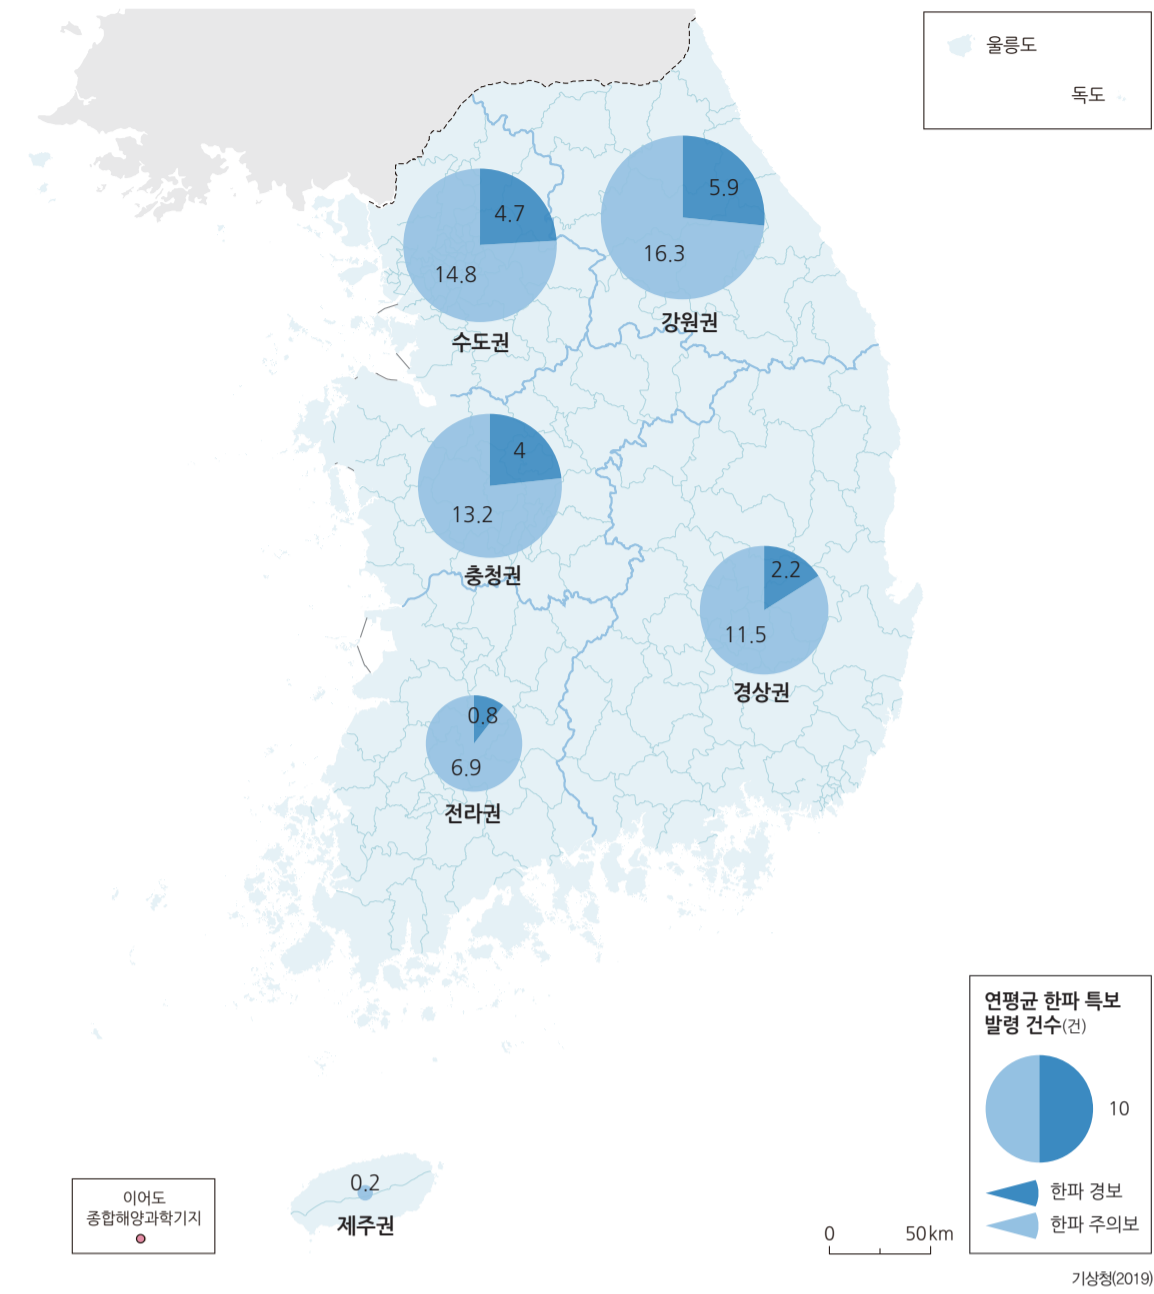 울릉도
독도
5.9
16.3
강원권
4.7
14.8
수도권
4
13.2
충청권
2.2
11.5
경상권
0.8
6.9
전라권
0.2
제주권
이어도
종합해양과학기지
0 50km
연평균 한파 특보
발령 건수(건)
10
한파 경보
한파 주의보
기상청(2019)